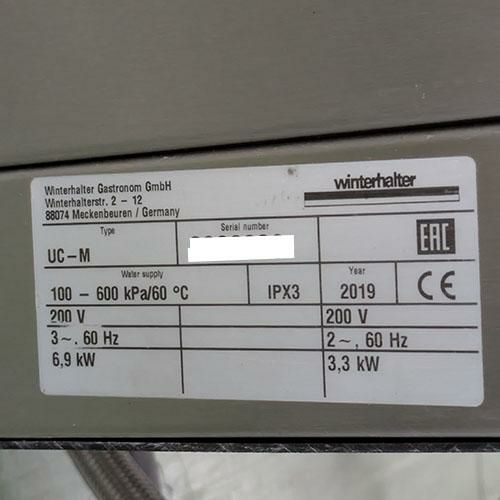 Winterhalter Gastronom GmbH
Winterhalterstr. 2 - 12
88074 Meckenbeuren / Germany
winterhalter
Type
UC-M
Serial number
EAC
Water supply
100 - 600 kPa/60 °C
IPX3
Year
2019
CE
200 V
3~, 60 Hz
6,9 kW
200 V
2~, 60 Hz
3,3 kW